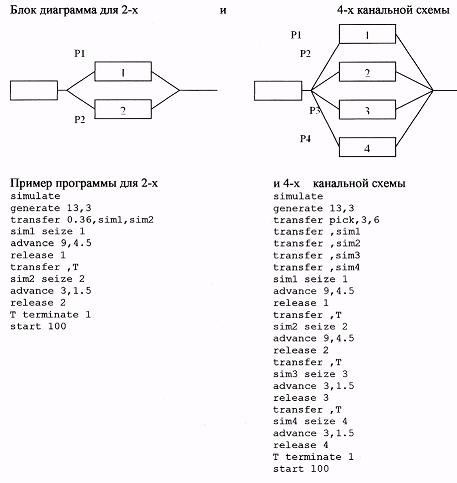 Блок диаграмма для 2-х и 4-х канальной схемы
P1
1
P2
2
P1
P2
1
2
P3
3
P4
4
Пример программы для 2-х
simulate
generate 13,3
transfer 0.36,sim1,sim2
sim1 seize 1
advance 9,4.5
release 1
transfer ,T
sim2 seize 2
advance 3,1.5
release 2
T terminate 1
start 100
и 4-х канальной схемы
simulate
generate 13,3
transfer pick,3,6
transfer ,sim1
transfer ,sim2
transfer ,sim3
transfer ,sim4
sim1 seize 1
advance 9,4.5
release 1
transfer ,T
sim2 seize 2
advance 9,4.5
release 2
transfer ,T
sim3 seize 3
advance 3,1.5
release 3
transfer ,T
sim4 seize 4
advance 3,1.5
release 4
T terminate 1
start 100